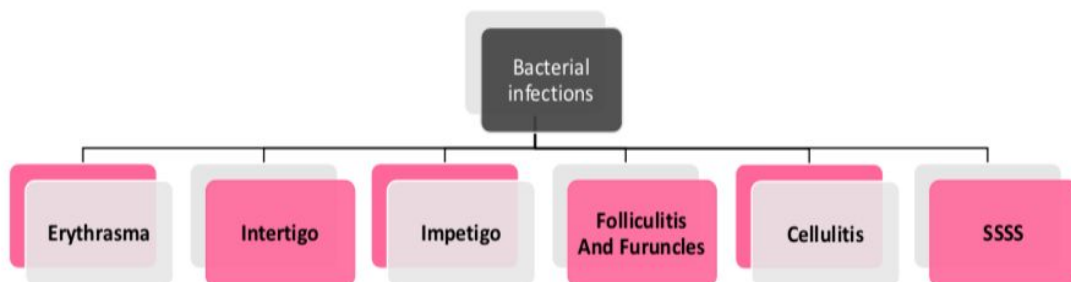 Bacterial
infections
Erythrasma
Intertigo
Impetigo
Folliculitis
And Furuncles
Cellulitis
SSSS